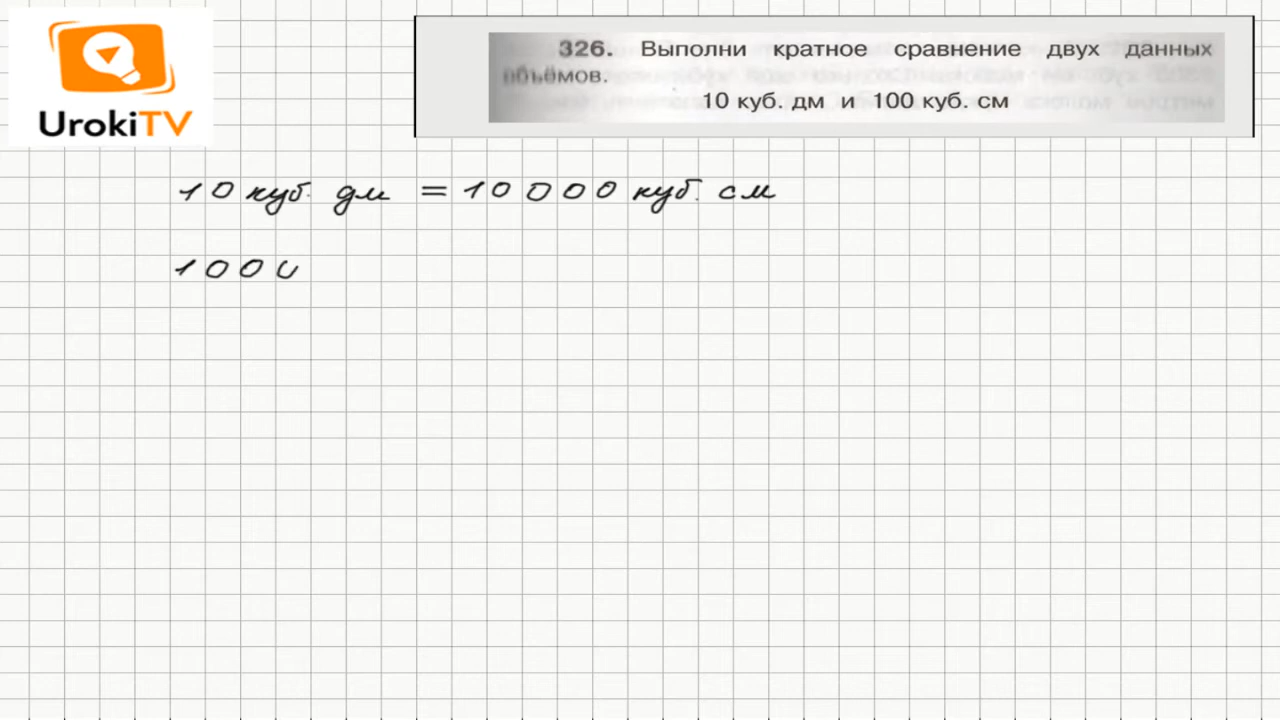 UrokiTV
326. Выполни кратное сравнение двух данных
объёмов.
10 куб. дм и 100 куб. см
10 куб. дм = 10 000 куб. см
1000